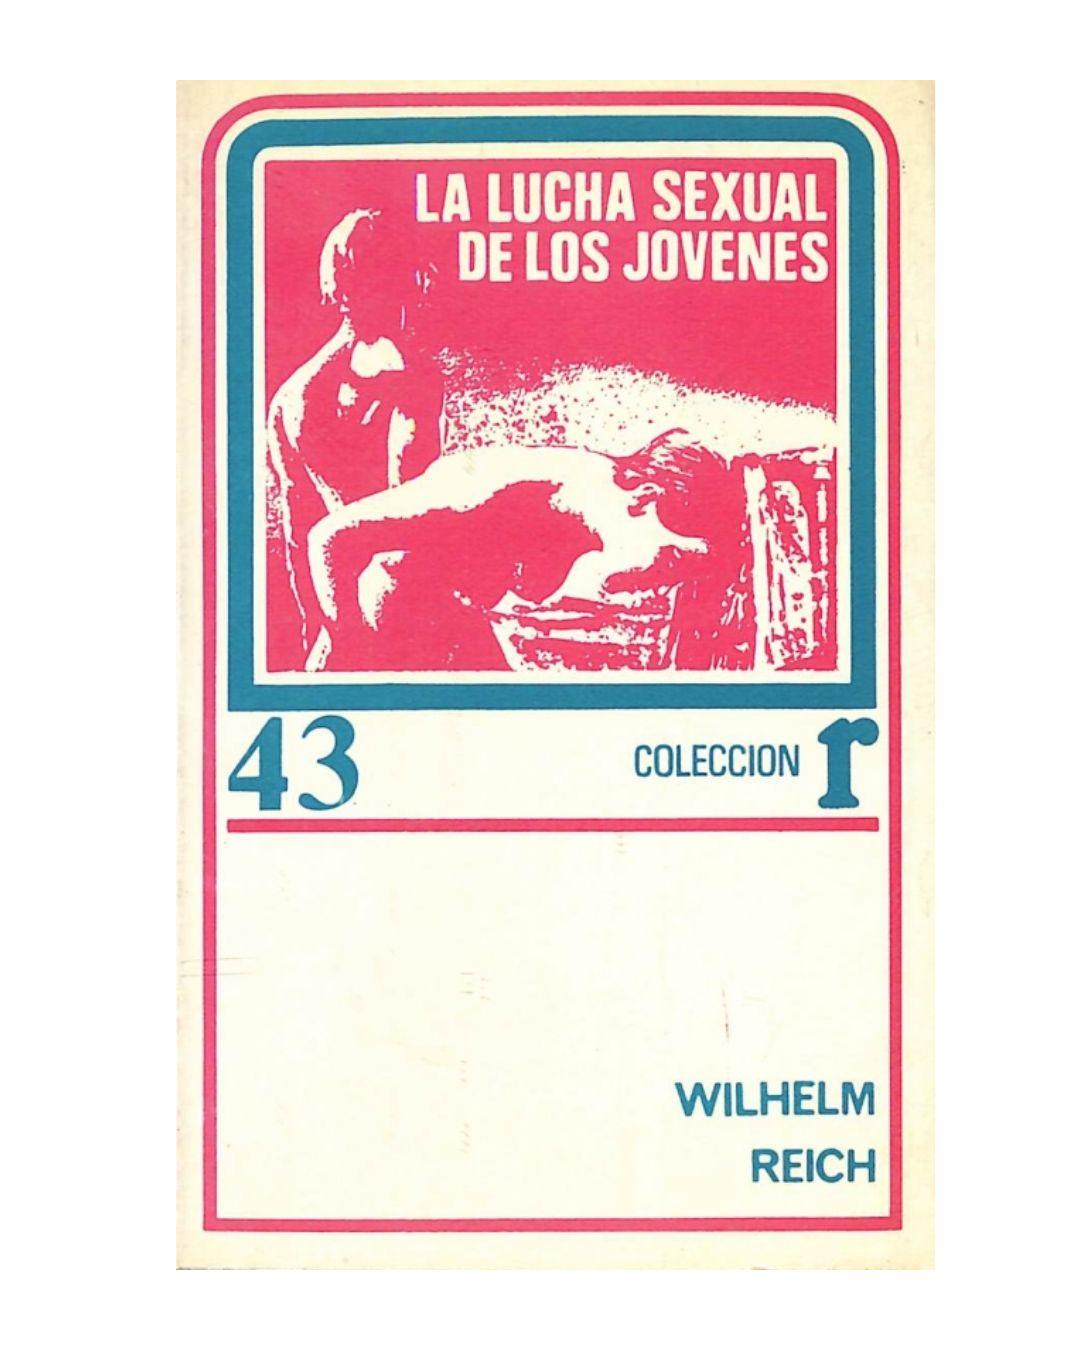 LA LUCHA SEXUAL
DE LOS JOVENES
43
COLECCION r
WILHELM
REICH